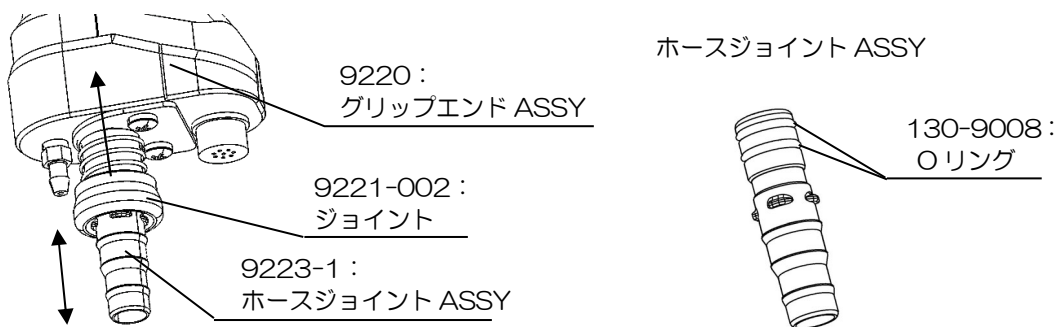 ホースジョイント ASSY
9220：
グリップエンド ASSY
130-9008：
O リング
9221-002：
ジョイント
9223-1：
ホースジョイント ASSY